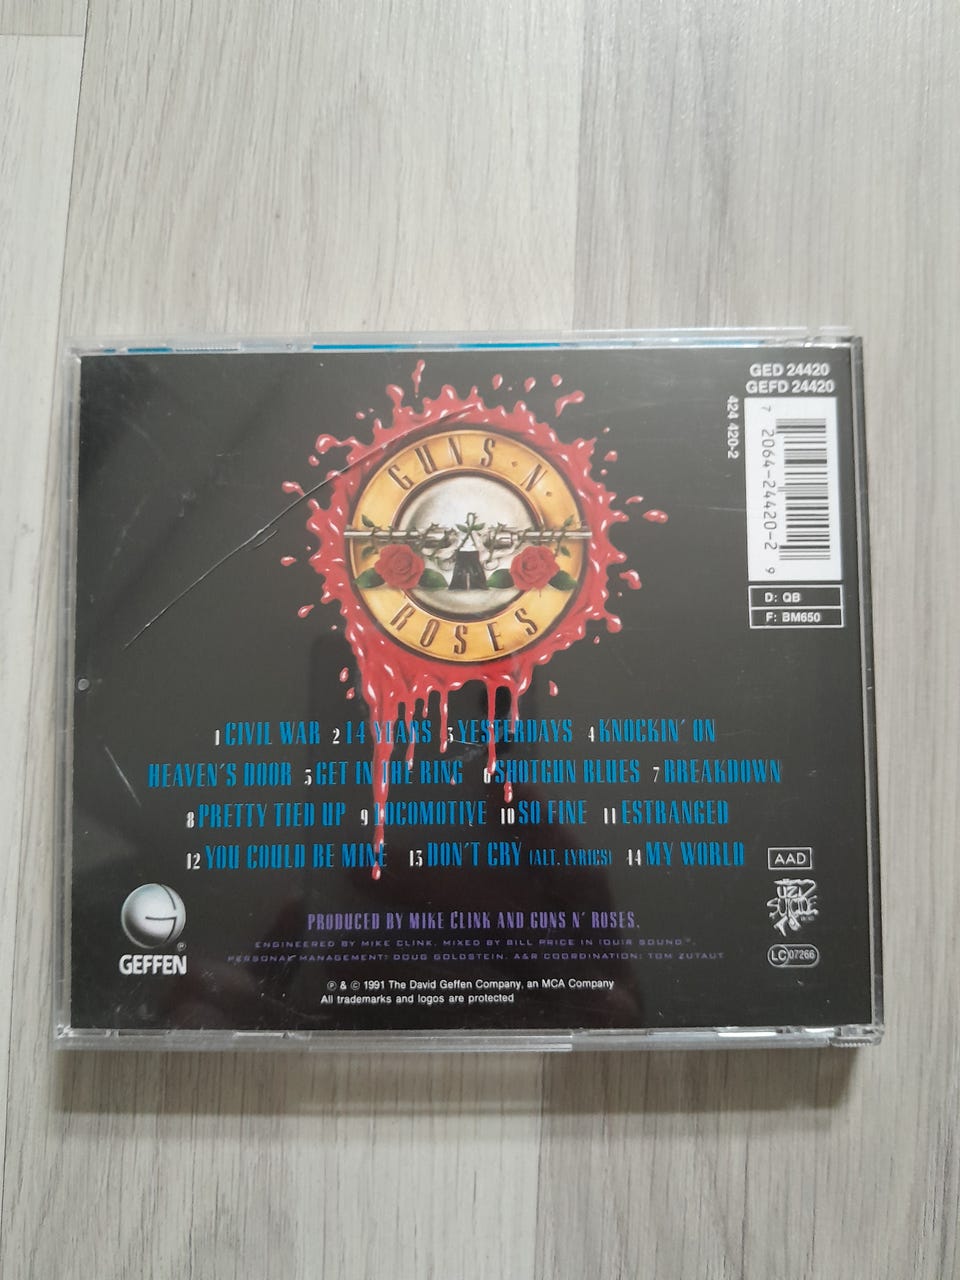 GED 24420
GEFD 24420
424 420-2
7 2064-24420-2 9
D: QB
F: BM650
GUNS N'
ROSES
1 CIVIL WAR 2 14 YEARS 3 YESTERDAYS 4 KNOCKIN' ON
HEAVEN'S DOOR 5 GET IN THE RING 6 SHOTGUN BLUES 7 BREAKDOWN
8 PRETTY TIED UP 9 LOCOMOTIVE 10 SO FINE 11 ESTRANGED
12 YOU COULD BE MINE 13 DON'T CRY (ALT. LYRICS) 14 MY WORLD
AAD
UZI
SUICIDE
PRODUCED BY MIKE CLINK AND GUNS N' ROSES.
ENGINEERED BY MIKE CLINK. MIXED BY BILL PRICE IN
PERSONAL MANAGEMENT: DOUG GOLDSTEIN. A&R COORDINATION: TOM ZUTAUT
GEFFEN
LC 07266
℗ & © 1991 The David Geffen Company, an MCA Company
All trademarks and logos are protected